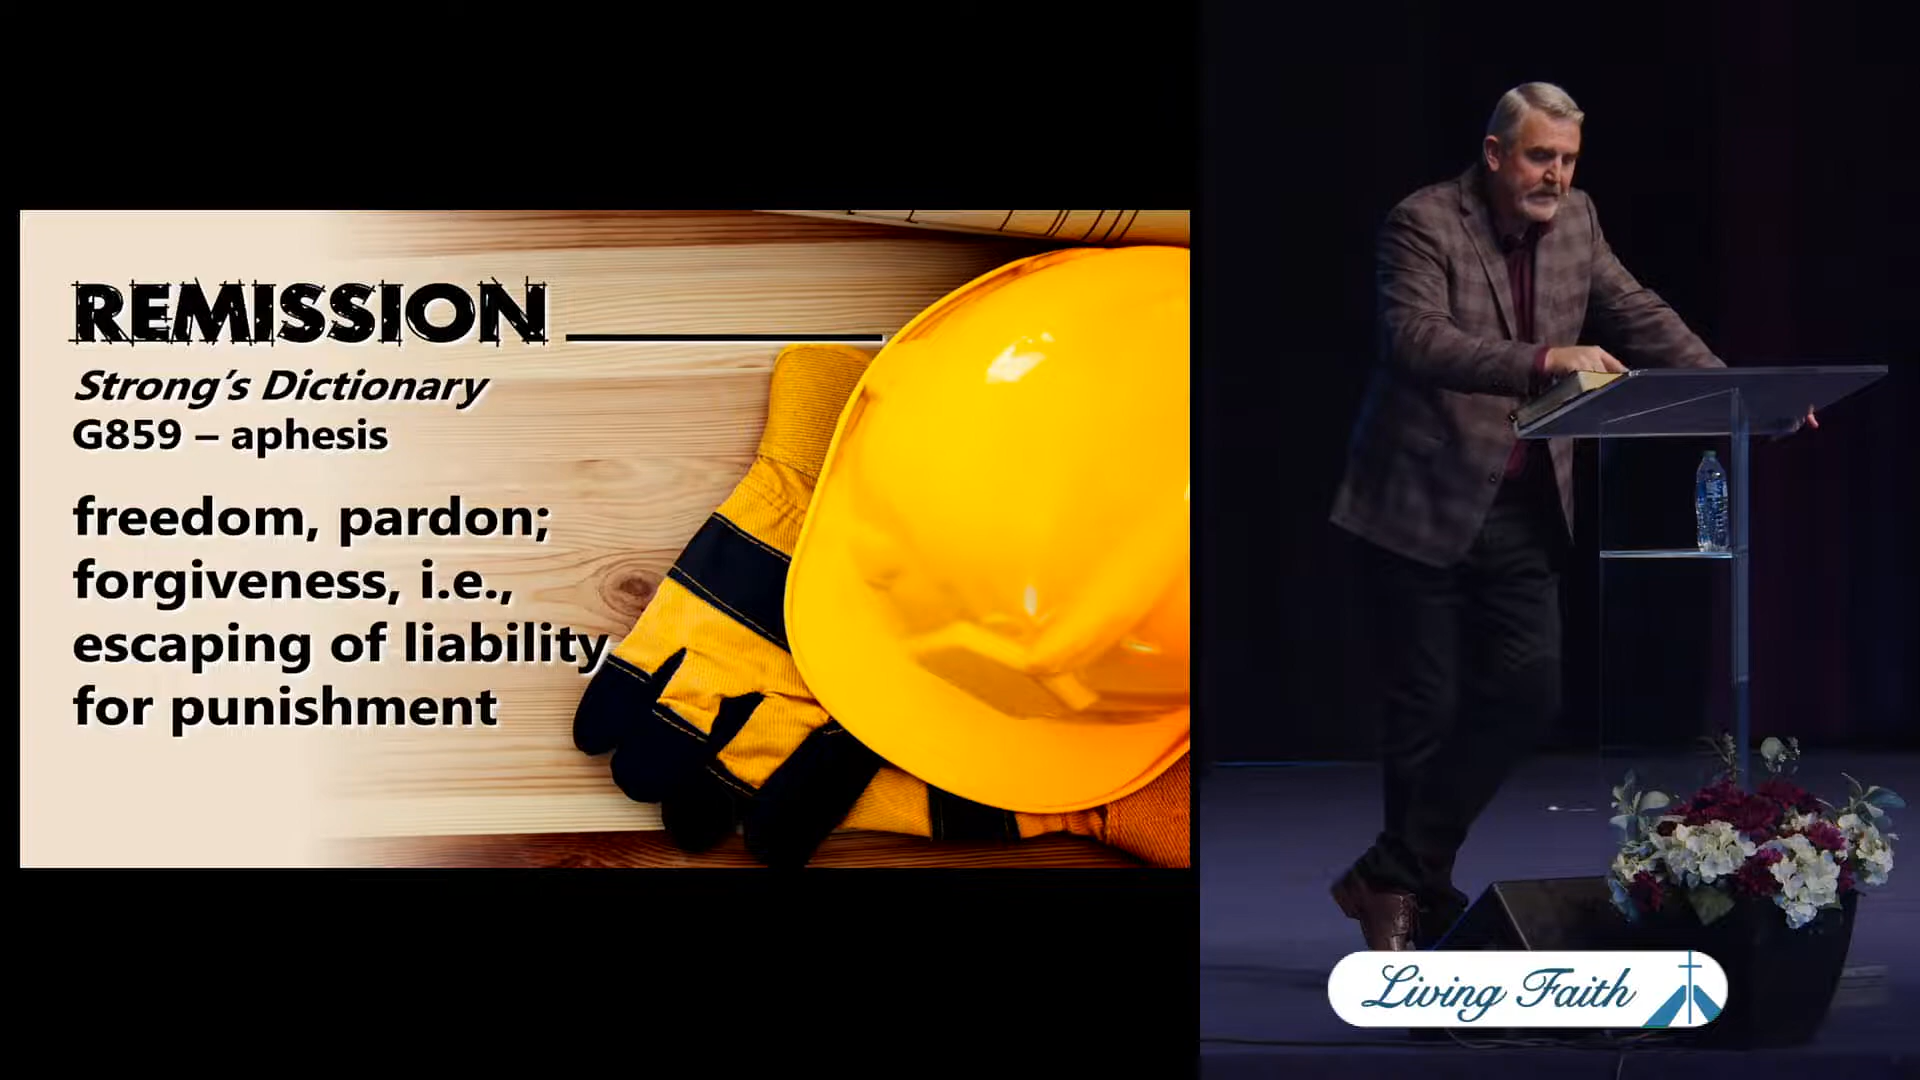 REMISSION
Strong's Dictionary
G859 – aphesis
freedom, pardon;
forgiveness, i.e.,
escaping of liability
for punishment
Living Faith